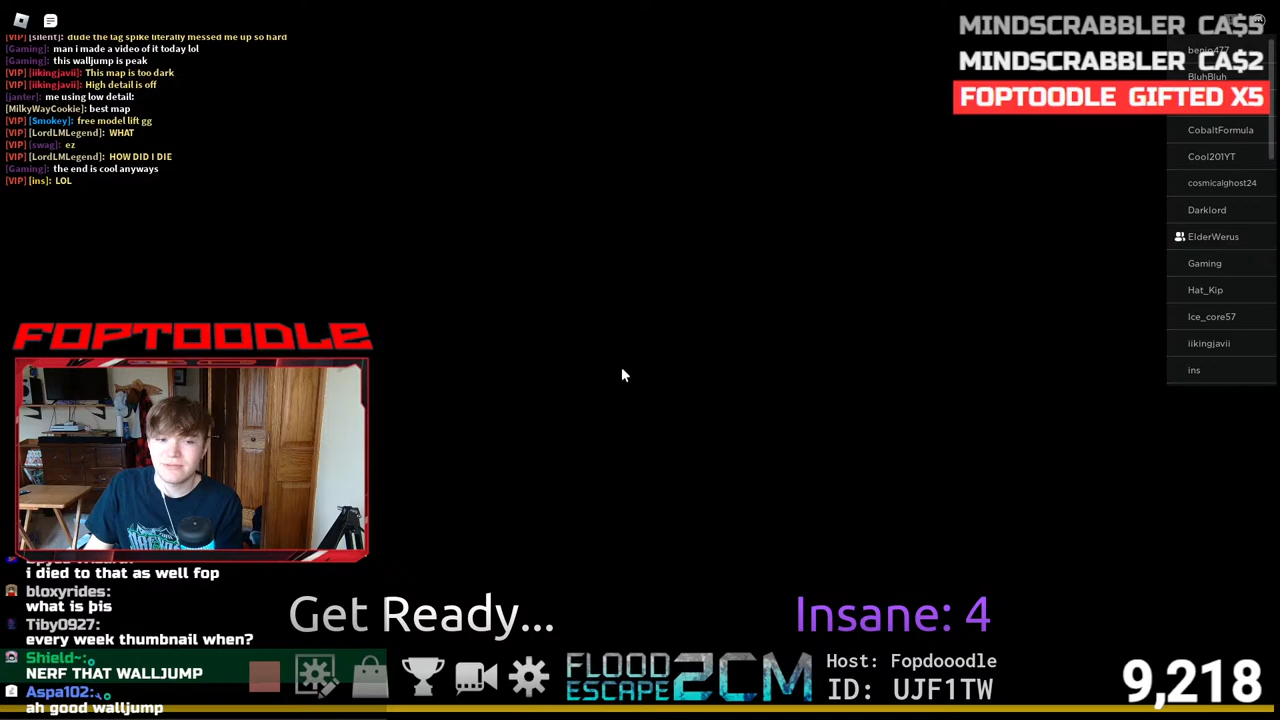 [VIP] [silent]: dude the lag spike literally messed me up so hard
[Gaming]: man i made a video of it today lol
[Gaming]: this walljump is peak
[VIP] [iikingjavii]: This map is too dark
[VIP] [iikingjavii]: High detail is off
[janter]: me using low detail:
[MilkyWayCookie]: best map
[VIP] [Smokey]: free model lift gg
[VIP] [LordLMLegend]: WHAT
[VIP] [swag]: ez
[VIP] [LordLMLegend]: HOW DID I DIE
[Gaming]: the end is cool anyways
[VIP] [ins]: LOL
MINDSCRABBLER CA$5
MINDSCRABBLER CA$2
FOPTOODLE GIFTED X5
benio477
BluhBluh
CobaltFormula
Cool201YT
cosmicalghost24
Darklord
ElderWerus
Gaming
Hat_Kip
Ice_core57
iikingjavii
ins
FOPTOODLE
i died to that as well fop
bloxyrides:
what is þis
Tiby0927:
every week thumbnail when?
Shield~:
NERF THAT WALLJUMP
Aspa102:
ah good walljump
Get Ready...
Insane: 4
FLOOD ESCAPE 2CM
Host: Fopdooodle
ID: UJF1TW
9,218